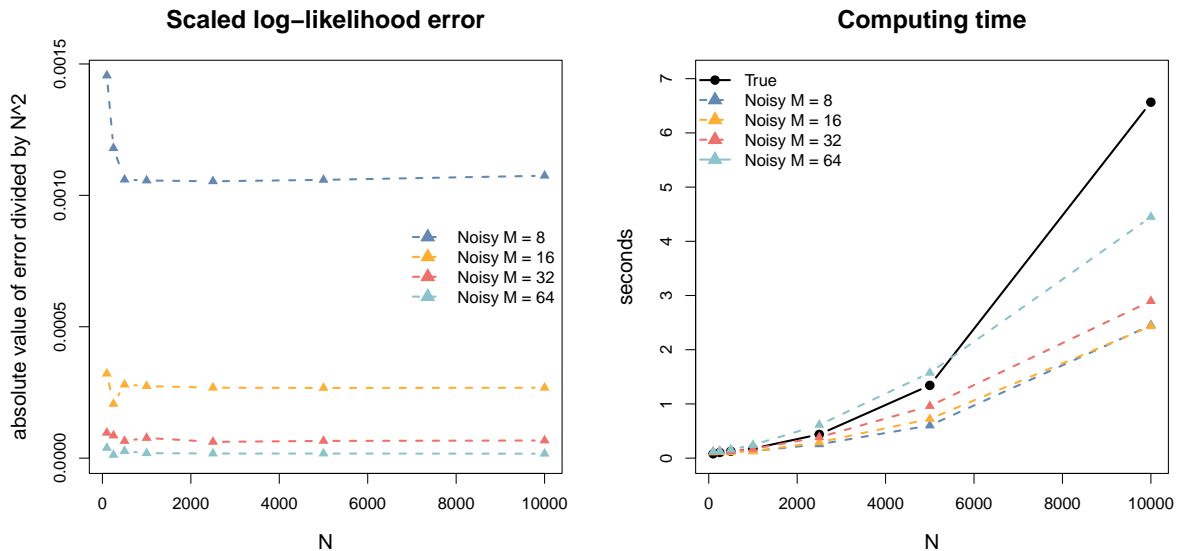 Scaled log−likelihood error
absolute value of error divided by N^2
0.0015
0.0010
0.0005
0.0000
Noisy M = 8
Noisy M = 16
Noisy M = 32
Noisy M = 64
0 2000 4000 6000 8000 10000
N
Computing time
seconds
7
6
5
4
3
2
1
0
True
Noisy M = 8
Noisy M = 16
Noisy M = 32
Noisy M = 64
0 2000 4000 6000 8000 10000
N